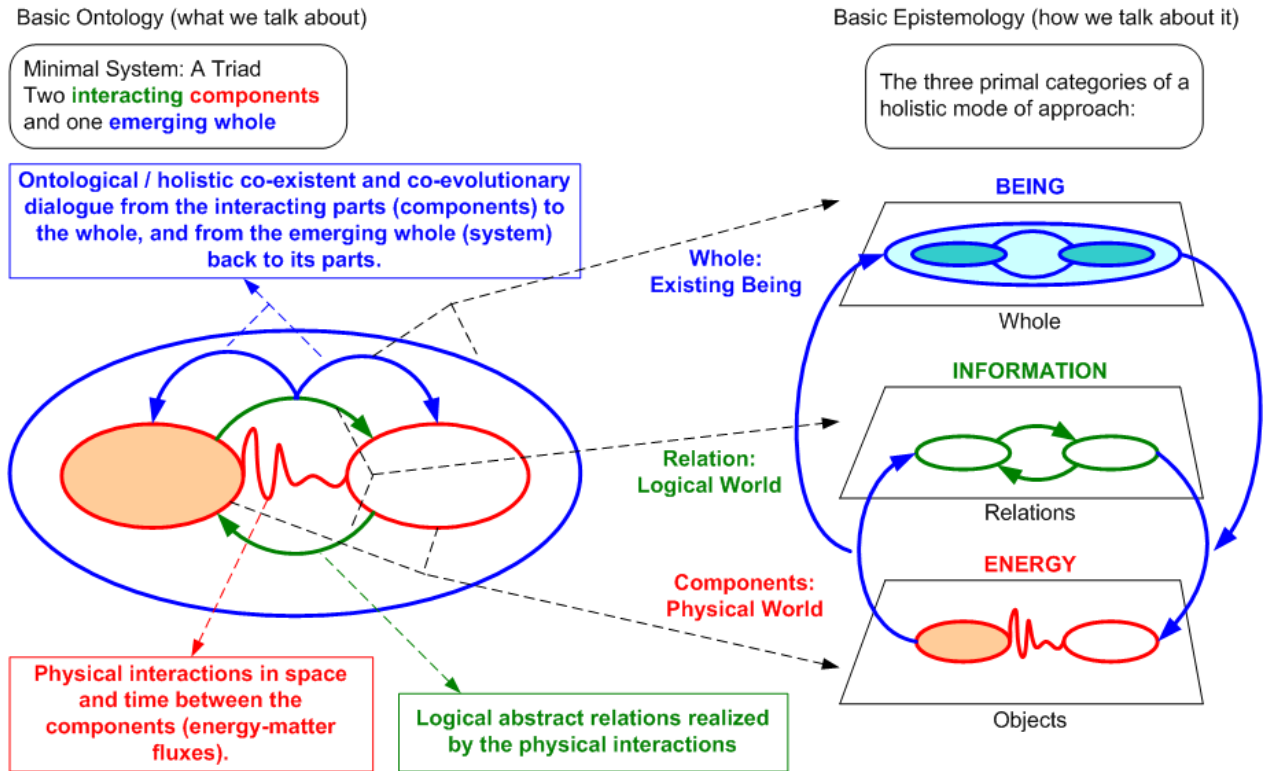 Basic Ontology (what we talk about)
Minimal System: A Triad
Two interacting components
and one emerging whole
Ontological / holistic co-existent and co-evolutionary
dialogue from the interacting parts (components) to
the whole, and from the emerging whole (system)
back to its parts.
Physical interactions in space
and time between the
components (energy-matter
fluxes).
Logical abstract relations realized
by the physical interactions
Whole:
Existing Being
Relation:
Logical World
Components:
Physical World
Basic Epistemology (how we talk about it)
The three primal categories of a
holistic mode of approach:
BEING
Whole
INFORMATION
Relations
ENERGY
Objects